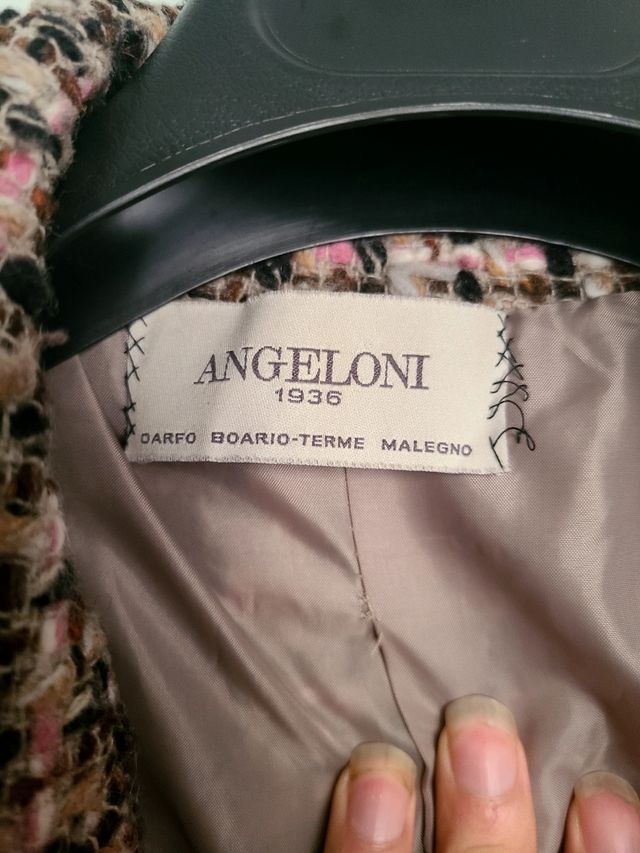 ANGELONI
1936
DARFO BOARIO-TERME MALEGNO